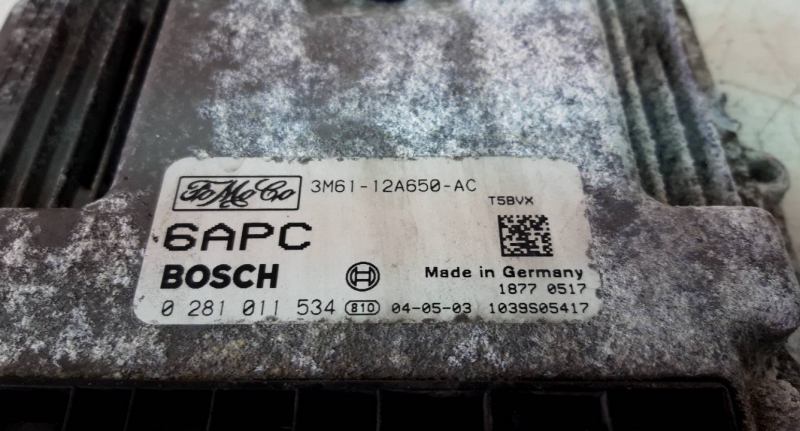 FoMoCo 3M61-12A650-AC
T5BVX
6APC
BOSCH Made in Germany
1877 0517
0 281 011 534 810 04-05-03 1039S05417